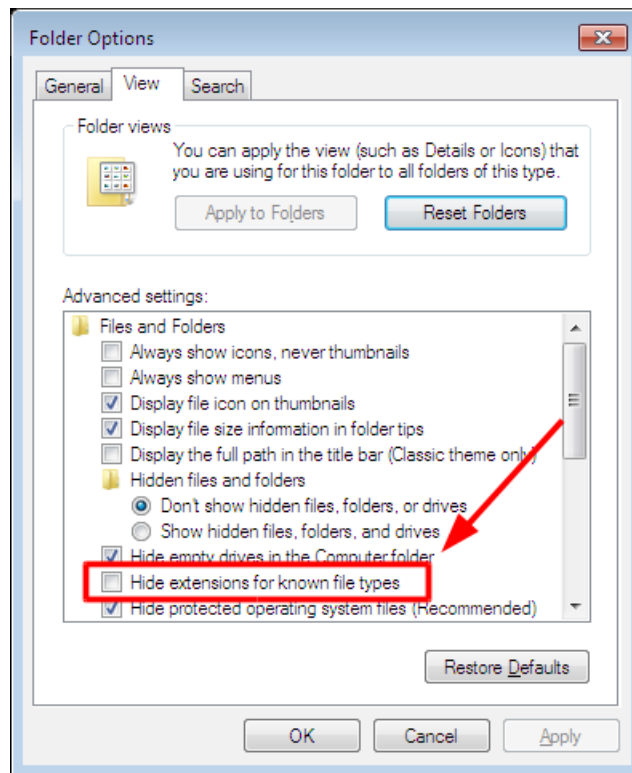 Folder Options
General View Search
Folder views
You can apply the view (such as Details or Icons) that
you are using for this folder to all folders of this type.
Apply to Folders Reset Folders
Advanced settings:
Files and Folders
Always show icons, never thumbnails
Always show menus
Display file icon on thumbnails
Display file size information in folder tips
Display the full path in the title bar (Classic theme only)
Hidden files and folders
Don't show hidden files, folders, or drives
Show hidden files, folders, and drives
Hide empty drives in the Computer folder
Hide extensions for known file types
Hide protected operating system files (Recommended)
Restore Defaults
OK Cancel Apply